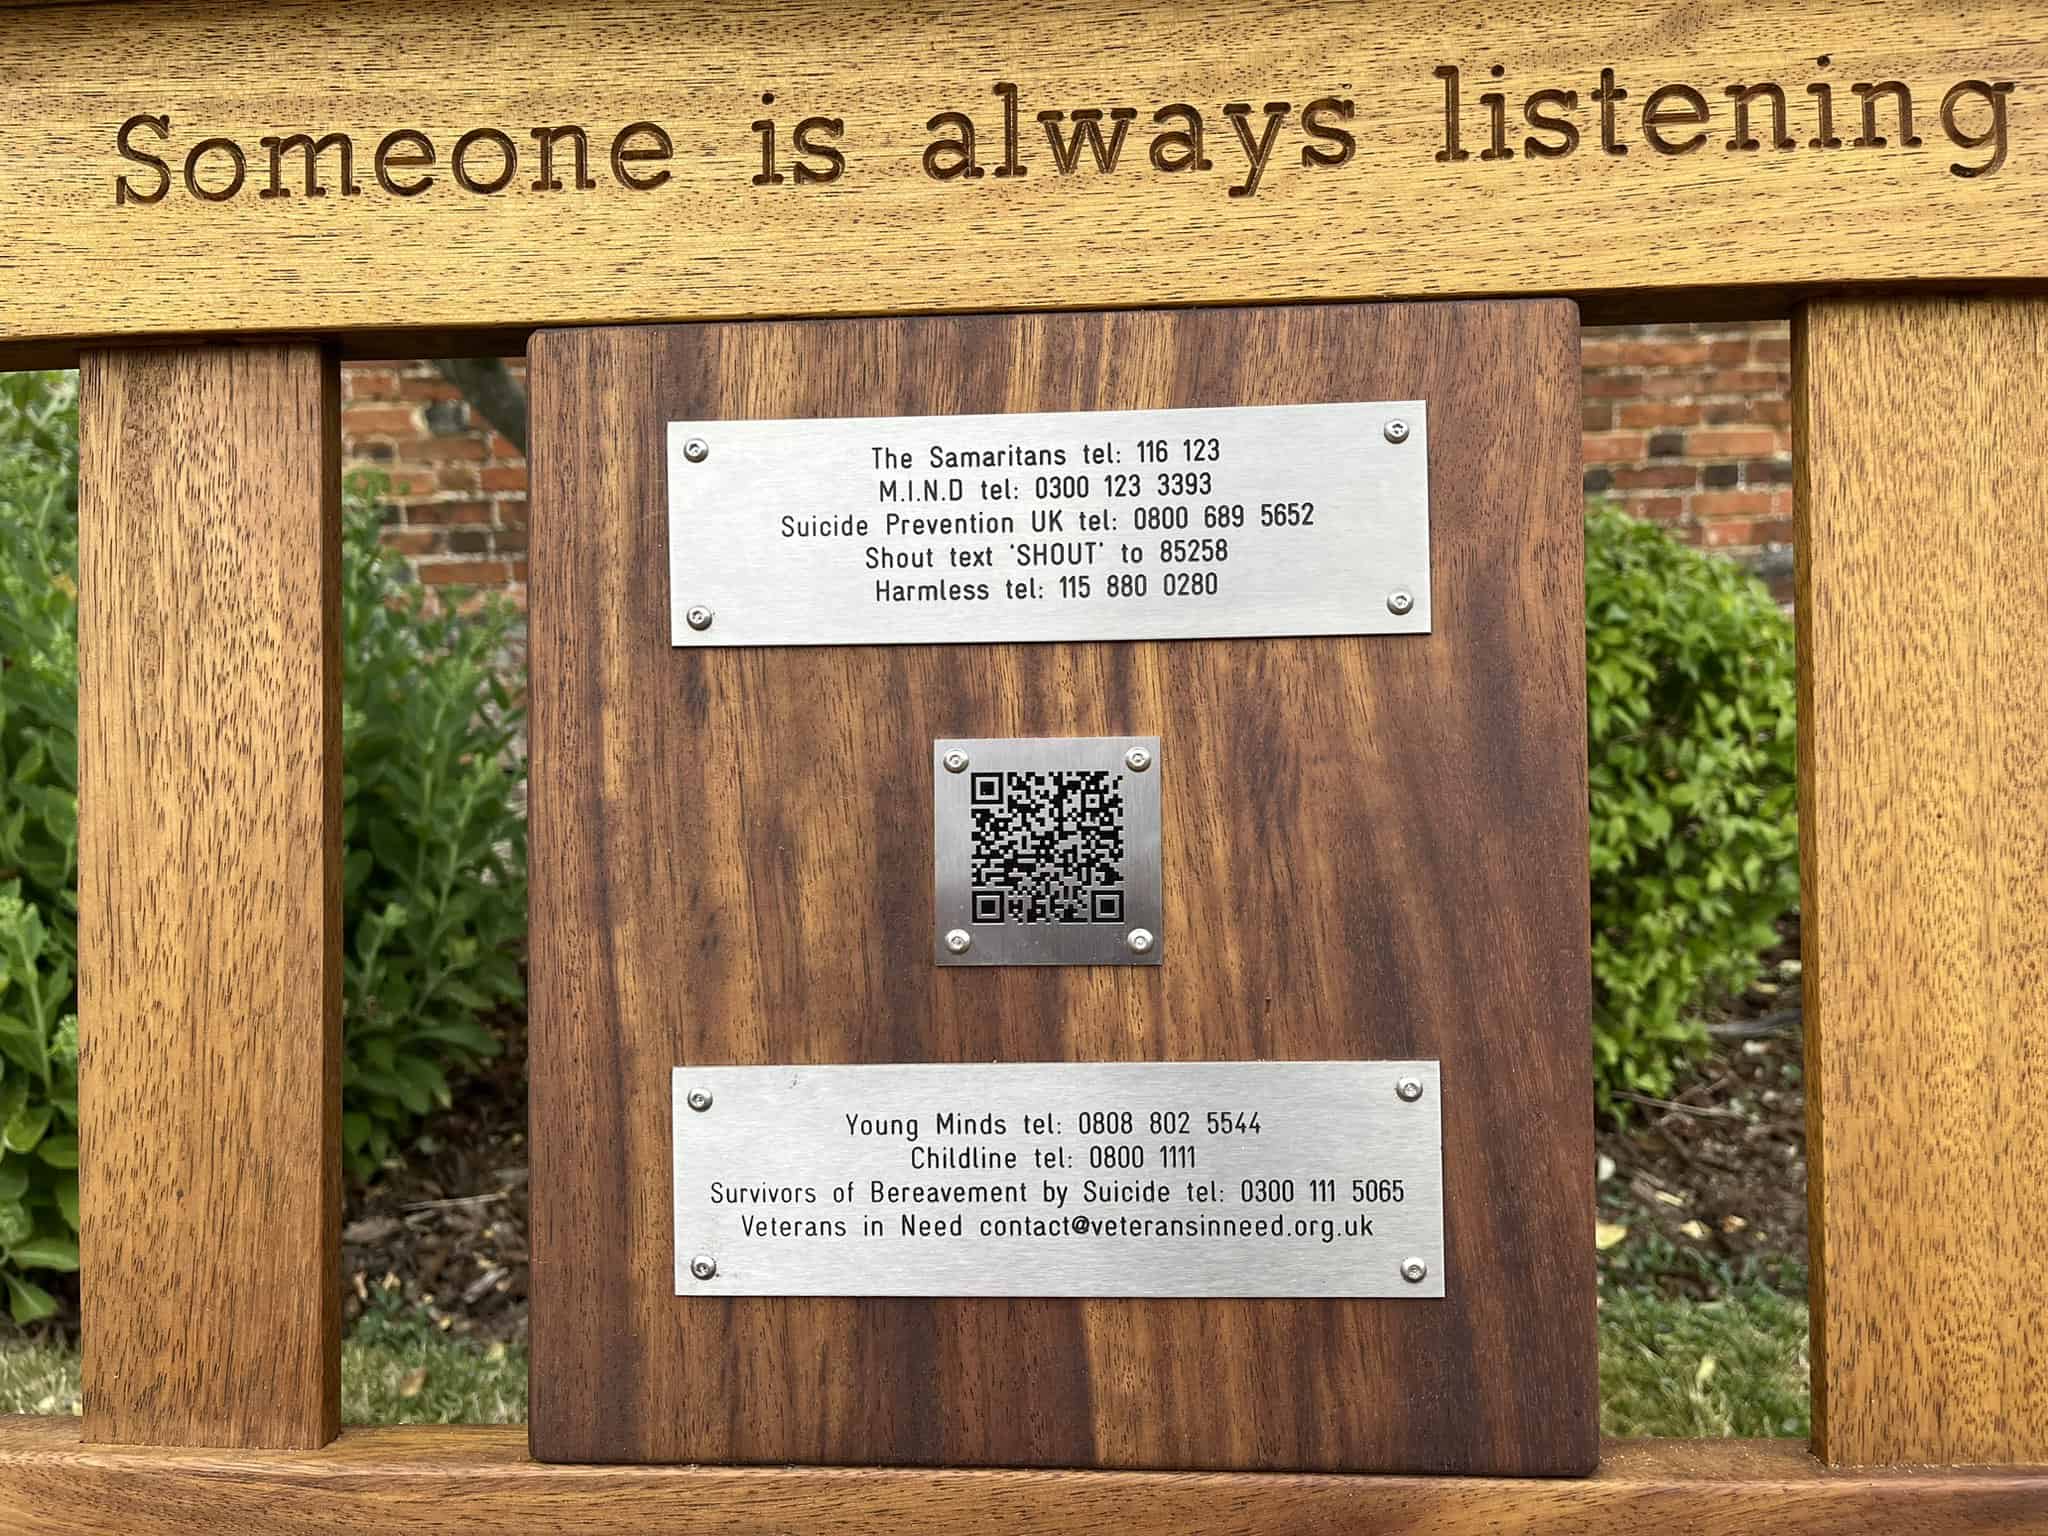 Someone is always listening
The Samaritans tel: 116 123
M.I.N.D tel: 0300 123 3393
Suicide Prevention UK tel: 0800 689 5652
Shout text 'SHOUT' to 85258
Harmless tel: 115 880 0280
Young Minds tel: 0808 802 5544
Childline tel: 0800 1111
Survivors of Bereavement by Suicide tel: 0300 111 5065
Veterans in Need contact@veteransinneed.org.uk